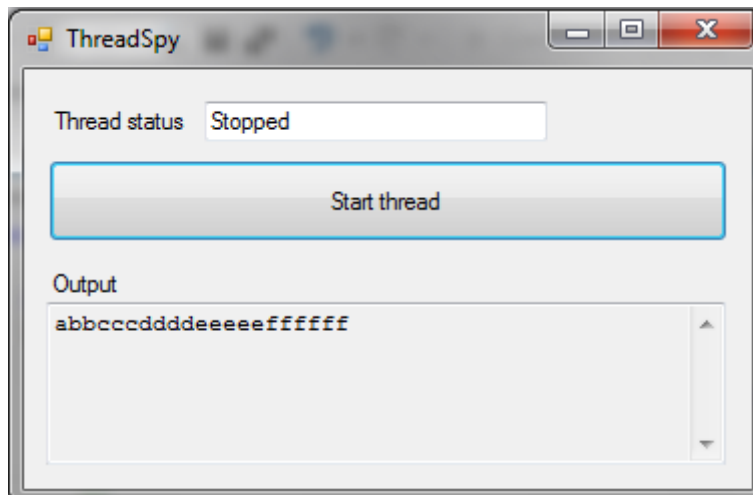 ThreadSpy
Thread status Stopped
Start thread
Output
abbcccddddeeeeeffffff